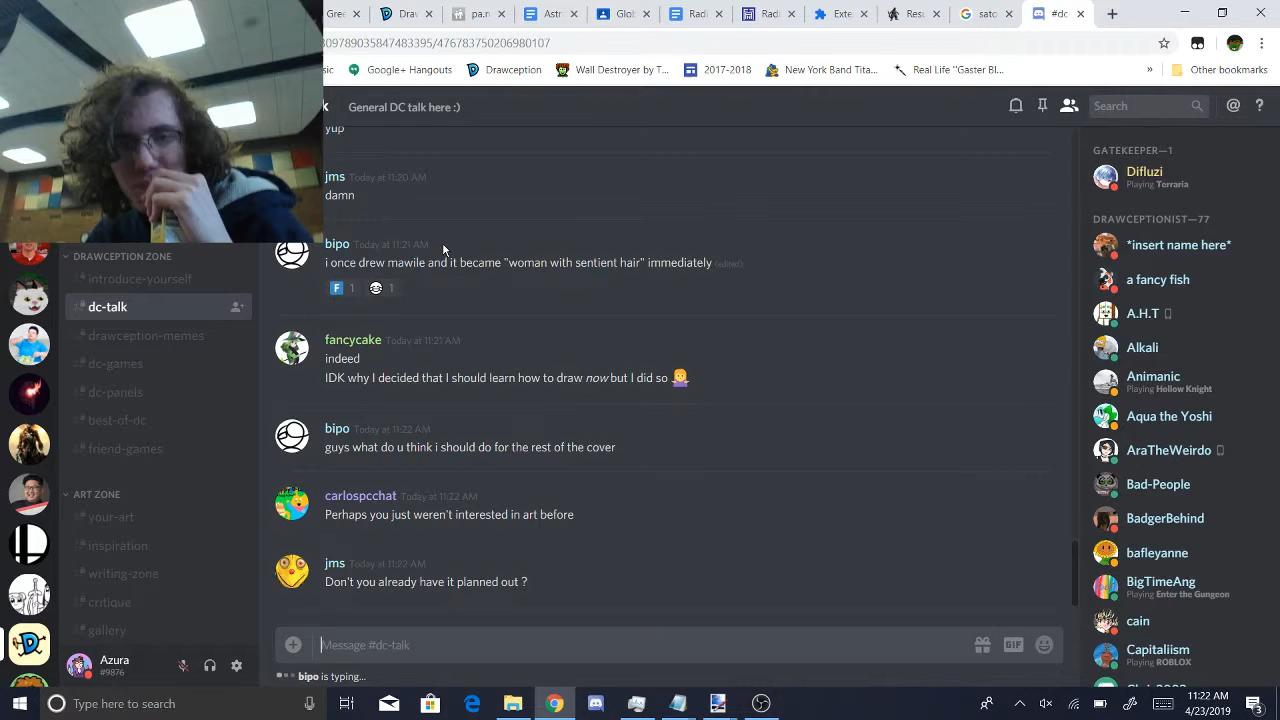 Ge
Drav
pa.n
Astr
Glob
Red
Radi
Exte
Resu
sato
#dc
309789035847483395/476783750206980107
Google+ Hangouts
Drawception
Wall Destroyer by T...
2017-2018
New York Band Tita...
Real Life "Gaster Bl...
»
Other bookmarks
General DC talk here :)
Search
yup
jms Today at 11:20 AM
damn
bipo Today at 11:21 AM
i once drew mawile and it became "woman with sentient hair" immediately (edited)
F 1 1
fancycake Today at 11:21 AM
indeed
IDK why I decided that I should learn how to draw now but I did so
bipo Today at 11:22 AM
guys what do u think i should do for the rest of the cover
carlospcchat Today at 11:22 AM
Perhaps you just weren't interested in art before
jms Today at 11:22 AM
Don't you already have it planned out ?
Message #dc-talk
GIF
bipo is typing...
DRAWCEPTION ZONE
introduce-yourself
dc-talk
drawception-memes
dc-games
dc-panels
best-of-dc
friend-games
ART ZONE
your-art
inspiration
writing-zone
critique
gallery
Azura
#9876
GATEKEEPER—1
Difluzi
Playing Terraria
DRAWCEPTIONIST—77
*insert name here*
a fancy fish
A.H.T
Alkali
Animanic
Playing Hollow Knight
Aqua the Yoshi
AraTheWeirdo
Bad-People
BadgerBehind
bafleyanne
BigTimeAng
Playing Enter the Gungeon
cain
Capitaliism
Playing ROBLOX
Type here to search
11:22 AM
4/23/2019
3